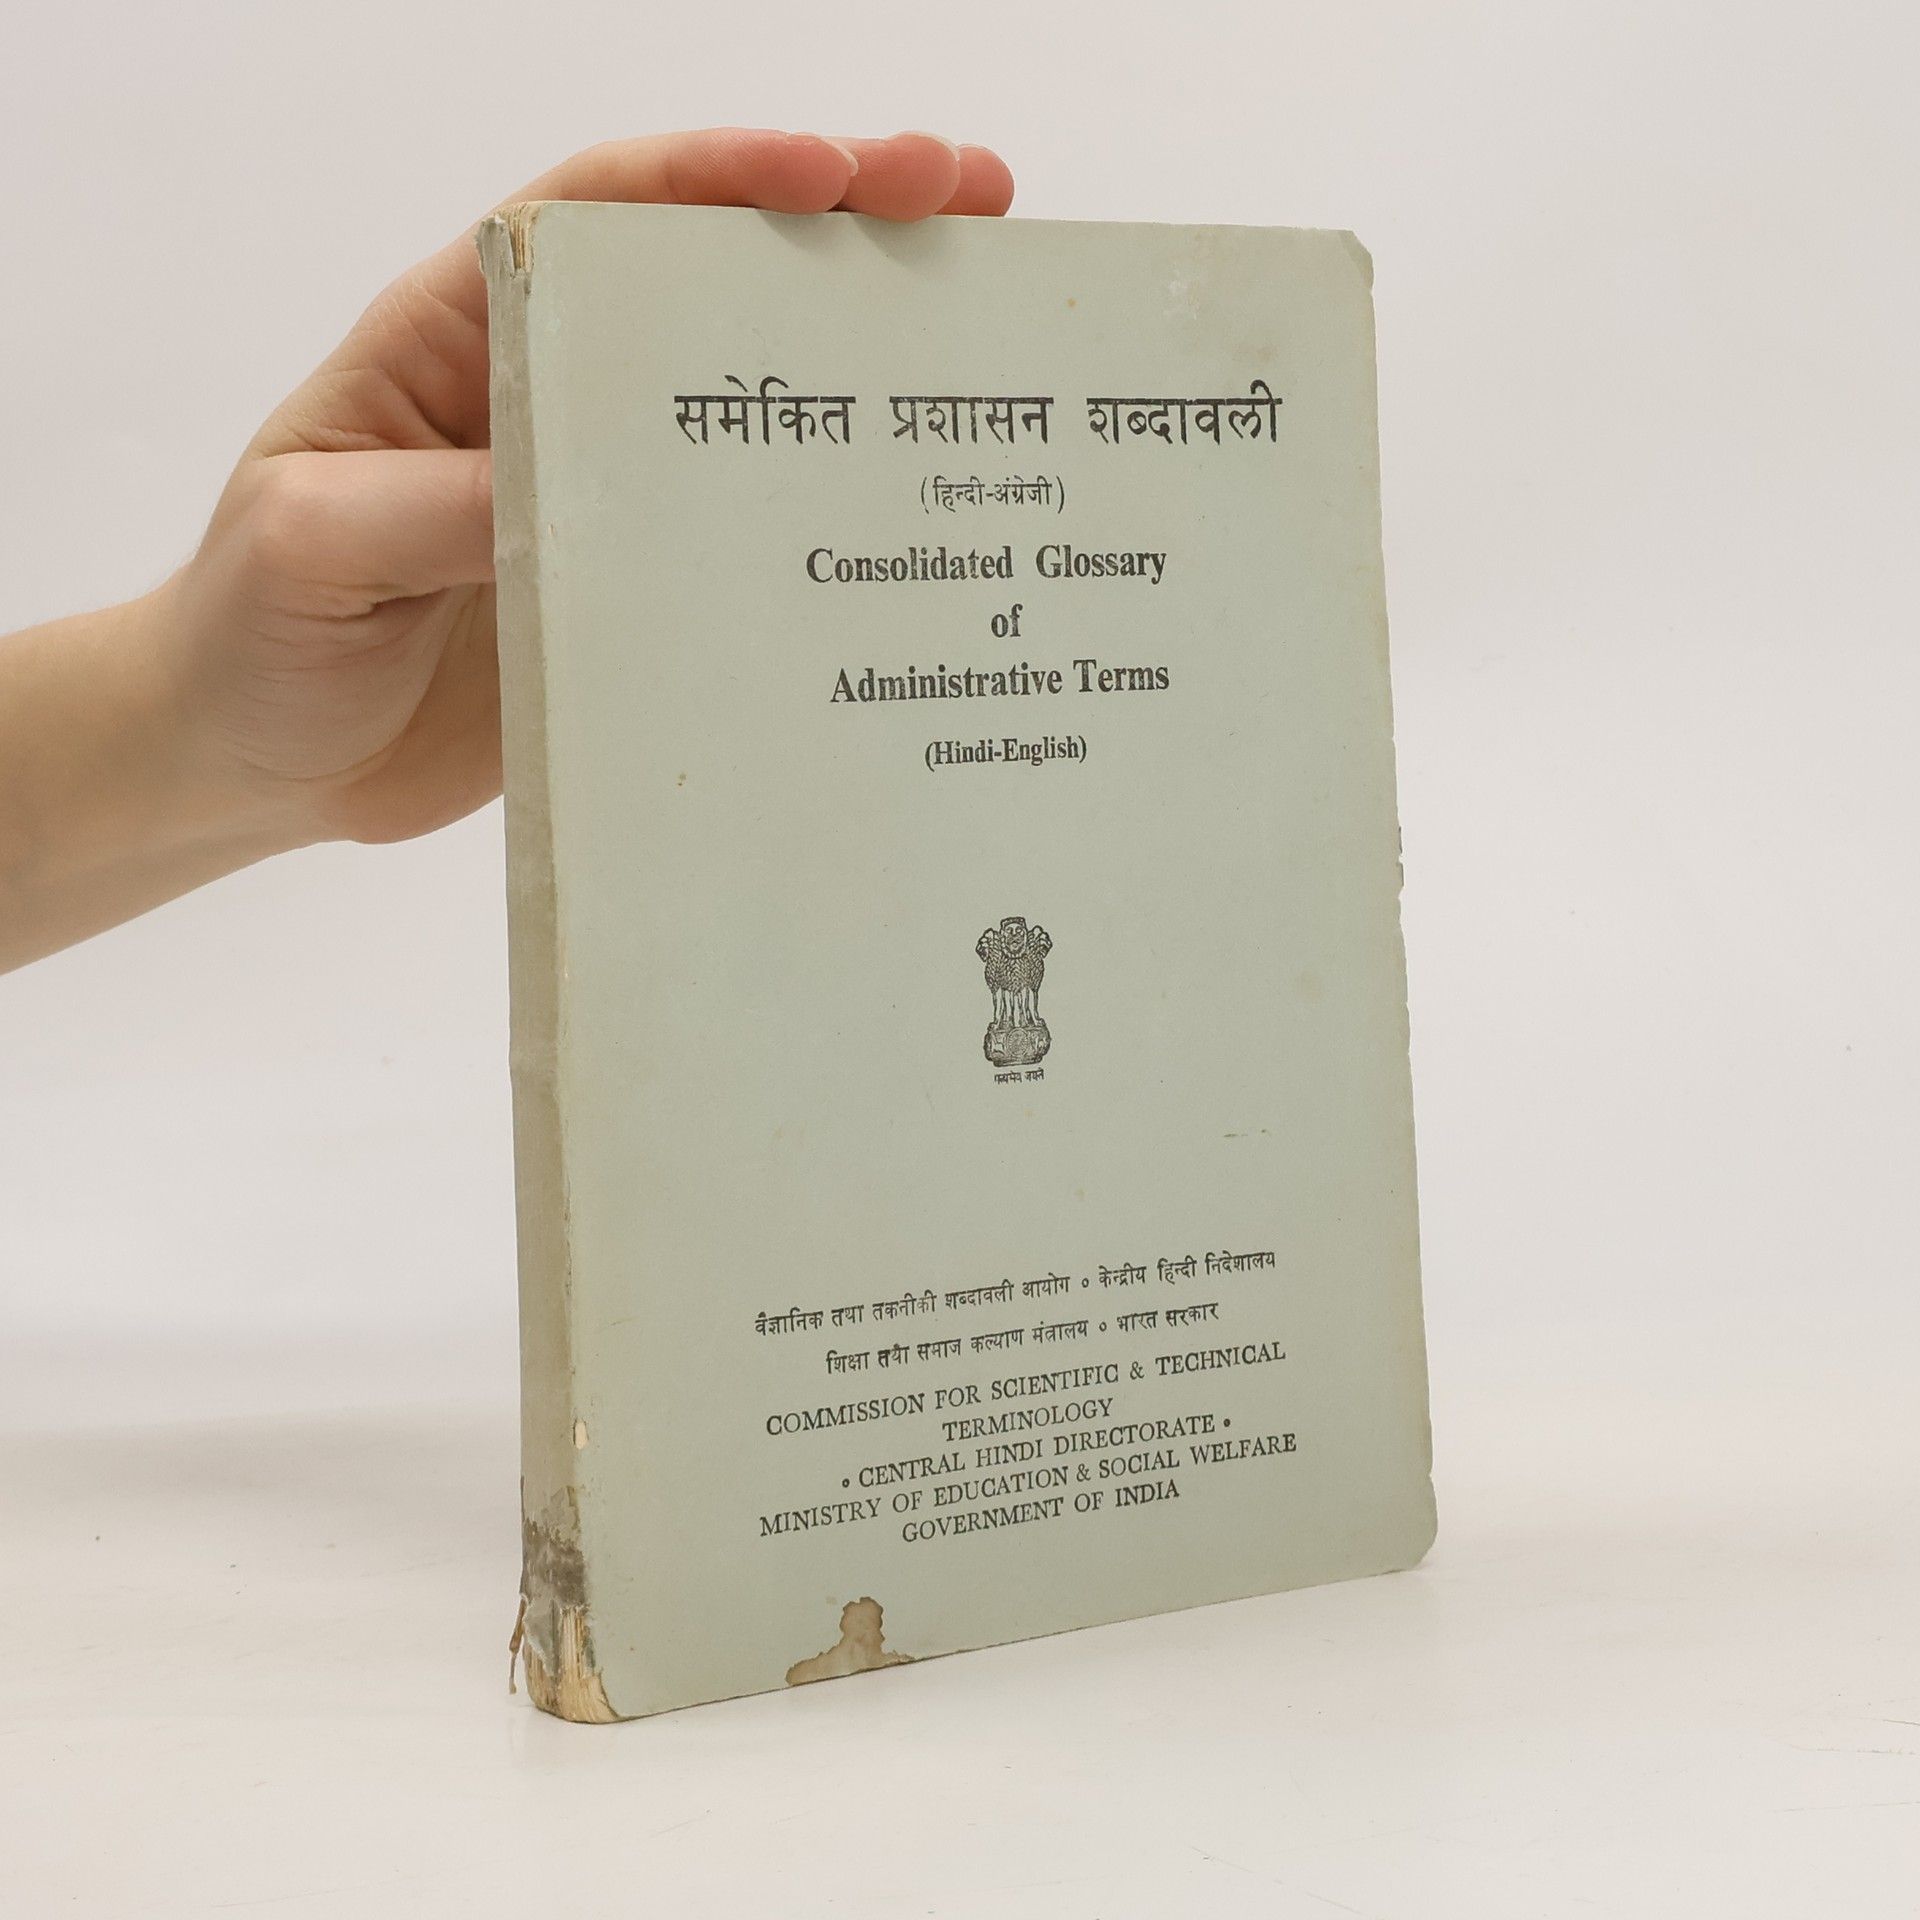 समेकित प्रशासन शब्दावली
(हिन्दी-अंग्रेजी)
Consolidated Glossary
of
Administrative Terms
(Hindi-English)
सत्यमेव जयते
वैज्ञानिक तथा तकनीकी शब्दावली आयोग ० केन्द्रीय हिन्दी निदेशालय
शिक्षा तथा समाज कल्याण मंत्रालय ० भारत सरकार
COMMISSION FOR SCIENTIFIC & TECHNICAL
TERMINOLOGY
• CENTRAL HINDI DIRECTORATE •
MINISTRY OF EDUCATION & SOCIAL WELFARE
GOVERNMENT OF INDIA